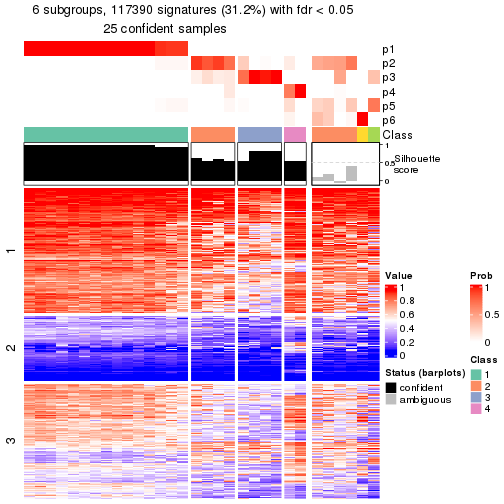 6 subgroups, 117390 signatures (31.2%) with fdr < 0.05
25 confident samples
p1
p2
p3
p4
p5
p6
Class
1
0.5
0
Silhouette
score
1
2
3
Value
1
0.8
0.6
0.4
0.2
0
Prob
1
0.5
0
Status (barplots)
confident
ambiguous
Class
1
2
3
4